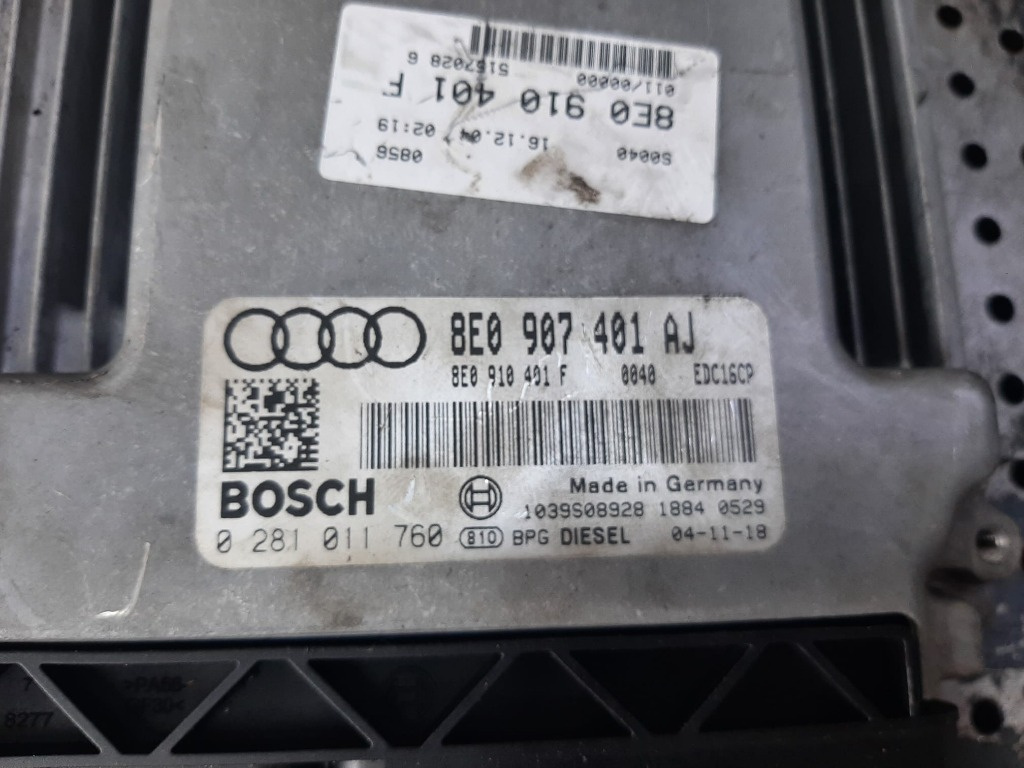 S0040 0856
16.12.04 02:19
8E0 910 401 F
011/00000
8E0 907 401 AJ
8E0 910 401 F 0040 EDC16CP
BOSCH
Made in Germany
1039S08928 1884 0529
0 281 011 760 810 BPG DIESEL 04-11-18
8277